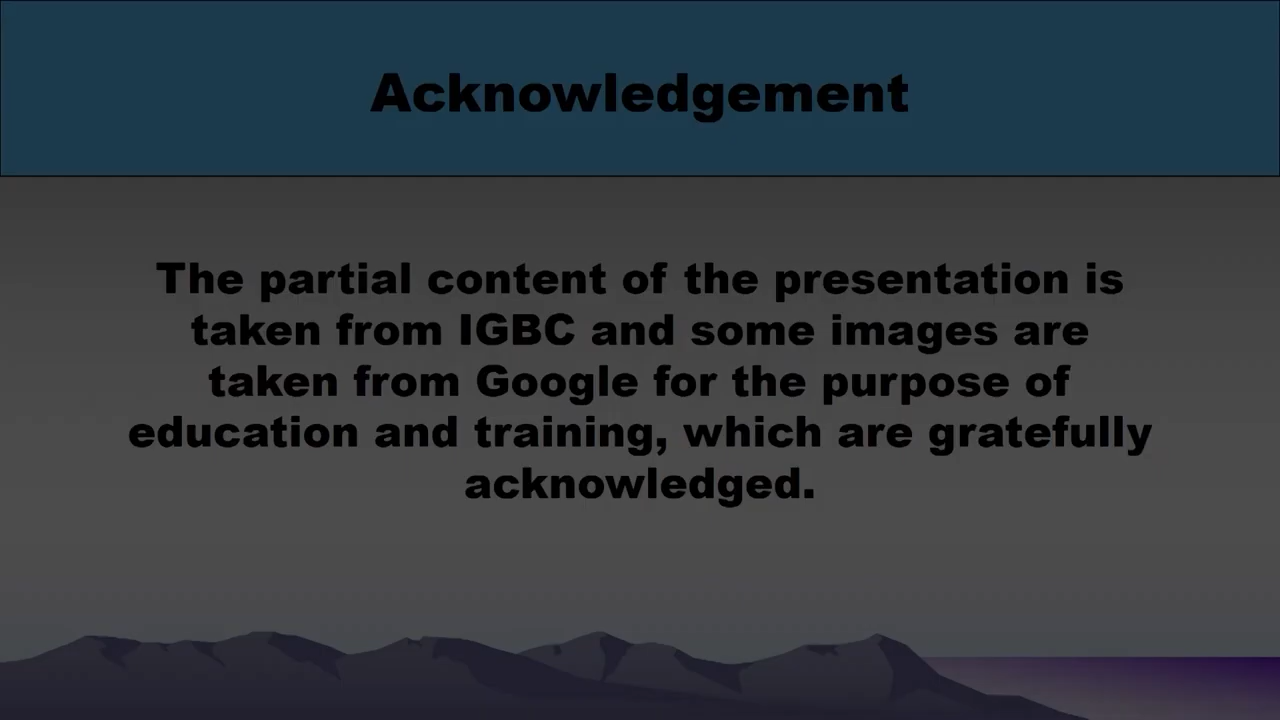 Acknowledgement
The partial content of the presentation is
taken from IGBC and some images are
taken from Google for the purpose of
education and training, which are gratefully
acknowledged.